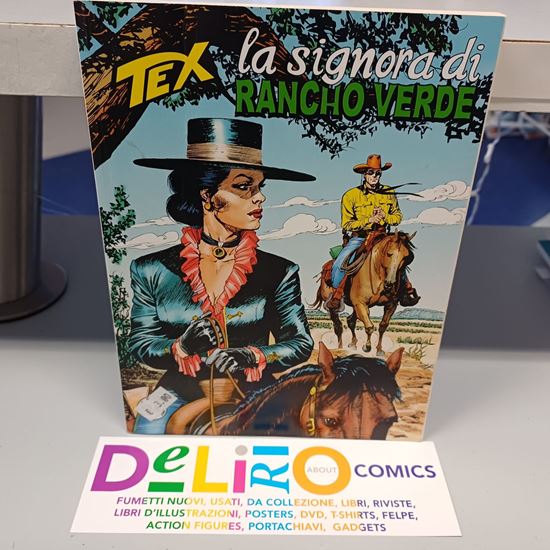 TEX
la signora di
RANCHO VERDE
DeLiRiO ABOUT COMICS
FUMETTI NUOVI, USATI, DA COLLEZIONE, LIBRI, RIVISTE,
LIBRI D'ILLUSTRAZIONI, POSTERS, DVD, T-SHIRTS, FELPE,
ACTION FIGURES, PORTACHIAVI, GADGETS